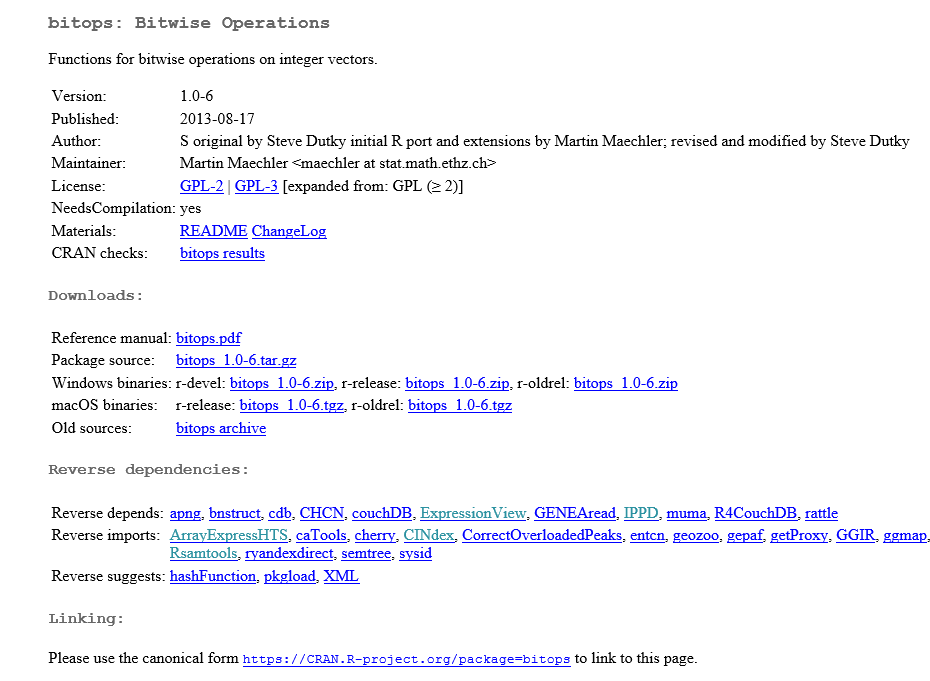 bitops: Bitwise Operations
Functions for bitwise operations on integer vectors.
Version: 1.0-6
Published: 2013-08-17
Author: S original by Steve Dutky initial R port and extensions by Martin Maechler; revised and modified by Steve Dutky
Maintainer: Martin Maechler <maechler at stat.math.ethz.ch>
License: GPL-2 | GPL-3 [expanded from: GPL (≥ 2)]
NeedsCompilation: yes
Materials: README ChangeLog
CRAN checks: bitops results
Downloads:
Reference manual: bitops.pdf
Package source: bitops_1.0-6.tar.gz
Windows binaries: r-devel: bitops_1.0-6.zip, r-release: bitops_1.0-6.zip, r-oldrel: bitops_1.0-6.zip
macOS binaries: r-release: bitops_1.0-6.tgz, r-oldrel: bitops_1.0-6.tgz
Old sources: bitops archive
Reverse dependencies:
Reverse depends: apng, bnstruct, cdb, CHCN, couchDB, ExpressionView, GENEAread, IPPD, muma, R4CouchDB, rattle
Reverse imports: ArrayExpressHTS, caTools, cherry, CINdex, CorrectOverloadedPeaks, entcn, geozoo, gepaf, getProxy, GGIR, ggmap,
Rsamtools, ryandexdirect, semtree, sysid
Reverse suggests: hashFunction, pkgload, XML
Linking:
Please use the canonical form https://CRAN.R-project.org/package=bitops to link to this page.